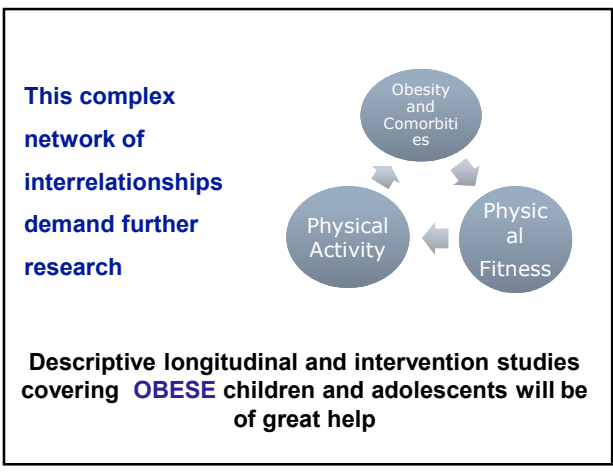 This complex
network of
interrelationships
demand further
research
Obesity
and
Comorbiti
es
Physic
al
Fitness
Physical
Activity
Descriptive longitudinal and intervention studies
covering OBESE children and adolescents will be
of great help